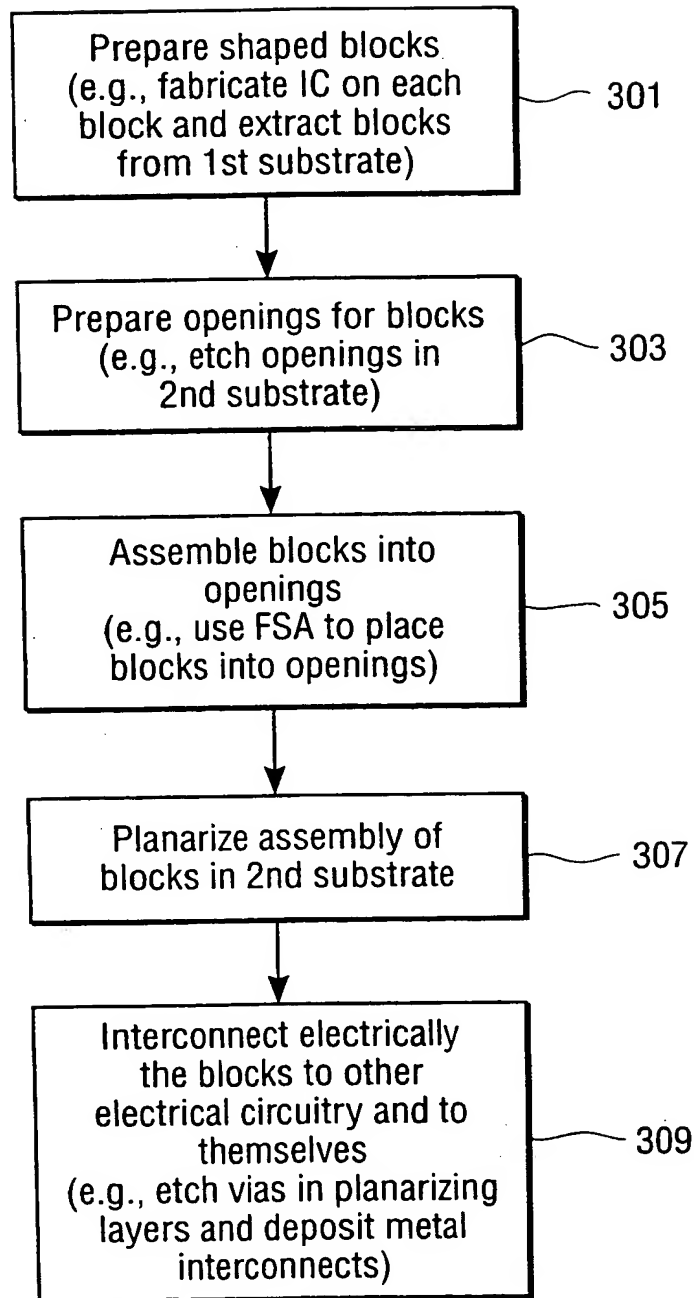 Prepare shaped blocks
(e.g., fabricate IC on each
block and extract blocks
from 1st substrate)
301
Prepare openings for blocks
(e.g., etch openings in
2nd substrate)
303
Assemble blocks into
openings
(e.g., use FSA to place
blocks into openings)
305
Planarize assembly of
blocks in 2nd substrate
307
Interconnect electrically
the blocks to other
electrical circuitry and to
themselves
(e.g., etch vias in planarizing
layers and deposit metal
interconnects)
309